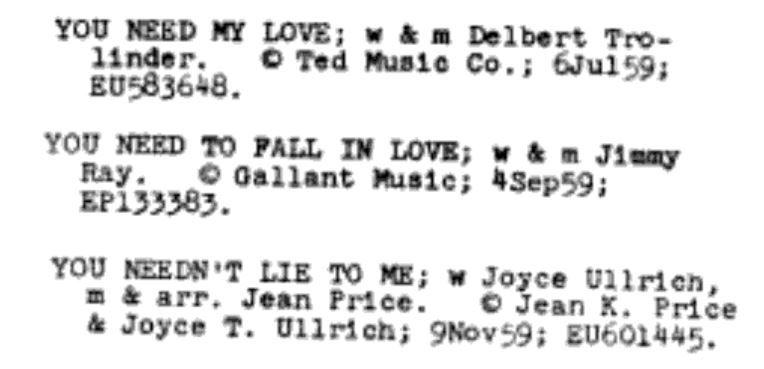 YOU NEED MY LOVE; w & m Delbert Tro-
linder. © Ted Music Co.; 6Jul59;
EU583648.
YOU NEED TO FALL IN LOVE; w & m Jimmy
Ray. © Gallant Music; 4Sep59;
EP133383.
YOU NEEDN'T LIE TO ME; w Joyce Ullrich,
m & arr. Jean Price. © Jean K. Price
& Joyce T. Ullrich; 9Nov59; EU601445.